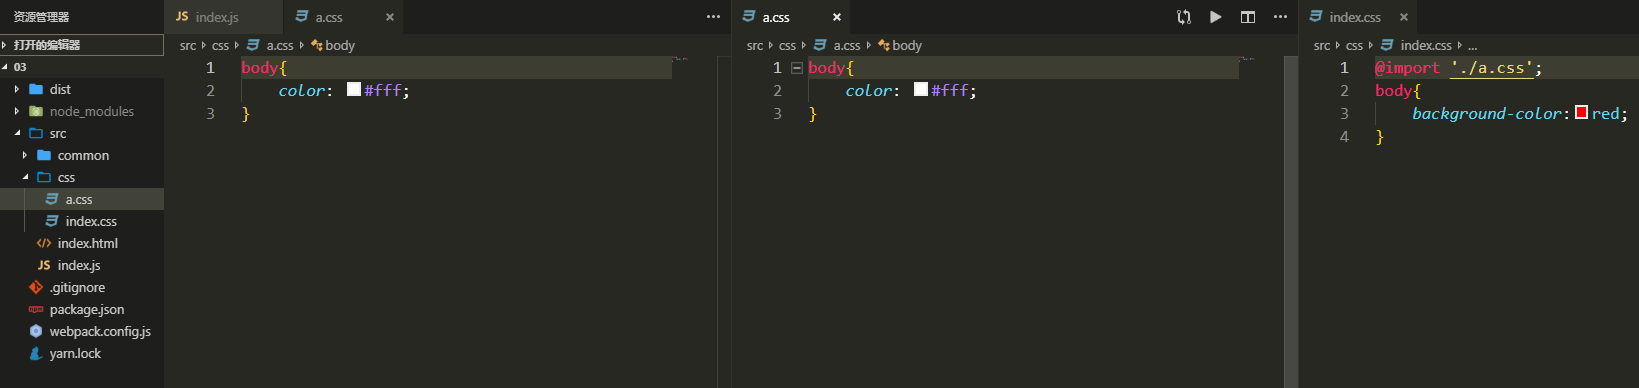 资源管理器
打开的编辑器
03
dist
node_modules
src
common
css
a.css
index.css
index.html
JS index.js
.gitignore
package.json
webpack.config.js
yarn.lock
JS index.js
a.css
src css a.css body
1 body{
2 color: #fff;
3 }
a.css
src css a.css body
1 body{
2 color: #fff;
3 }
index.css
src css index.css ...
1 @import './a.css';
2 body{
3 background-color: red;
4 }